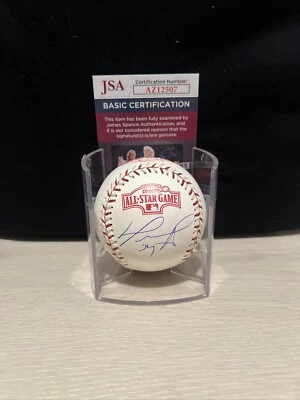 JSA
Certification Number:
AZ12507
BASIC CERTIFICATION
This item has been fully examined by
James Spence Authentication, and
it is our considered opinion that the
signature(s) is/are genuine.
ALL-STAR GAME